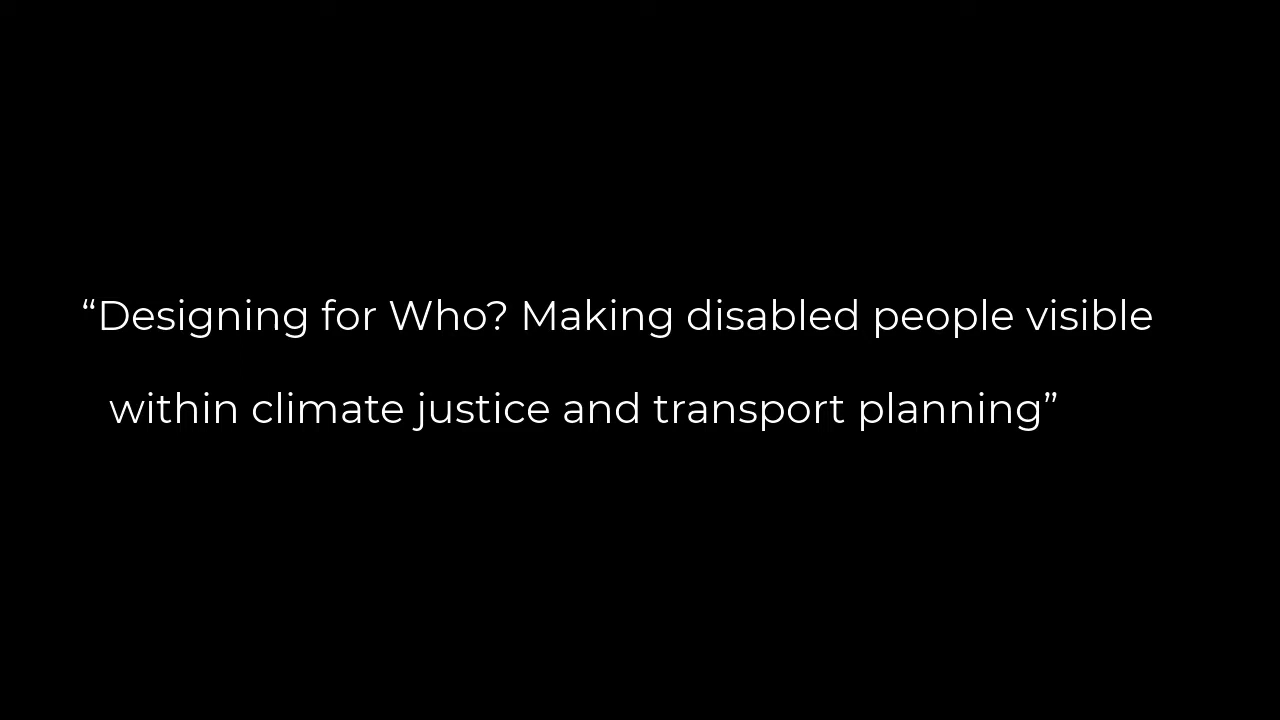 “Designing for Who? Making disabled people visible
within climate justice and transport planning”